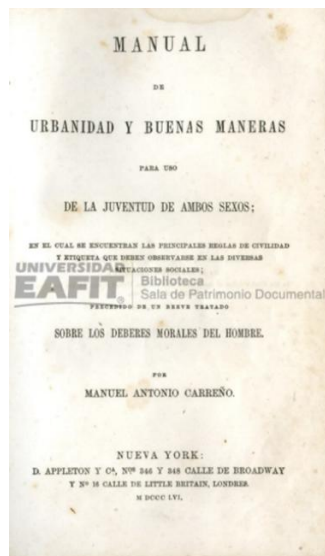 MANUAL
DE
URBANIDAD Y BUENAS MANERAS
PARA USO
DE LA JUVENTUD DE AMBOS SEXOS;
EN EL CUAL SE ENCUENTRAN LAS PRINCIPALES REGLAS DE CIVILIDAD
Y ETIQUETA QUE DEBEN OBSERVARSE EN LAS DIVERSAS
SITUACIONES SOCIALES;
UNIVERSIDAD
EAFIT®
Biblioteca
Sala de Patrimonio Documental
PRECEDIDO DE UN BREVE TRATADO
SOBRE LOS DEBERES MORALES DEL HOMBRE.
POR
MANUEL ANTONIO CARREÑO.
NUEVA YORK:
D. APPLETON Y Cª, Nºˢ 346 Y 348 CALLE DE BROADWAY
Y Nº 16 CALLE DE LITTLE BRITAIN, LONDRES.
M DCCC LVI.